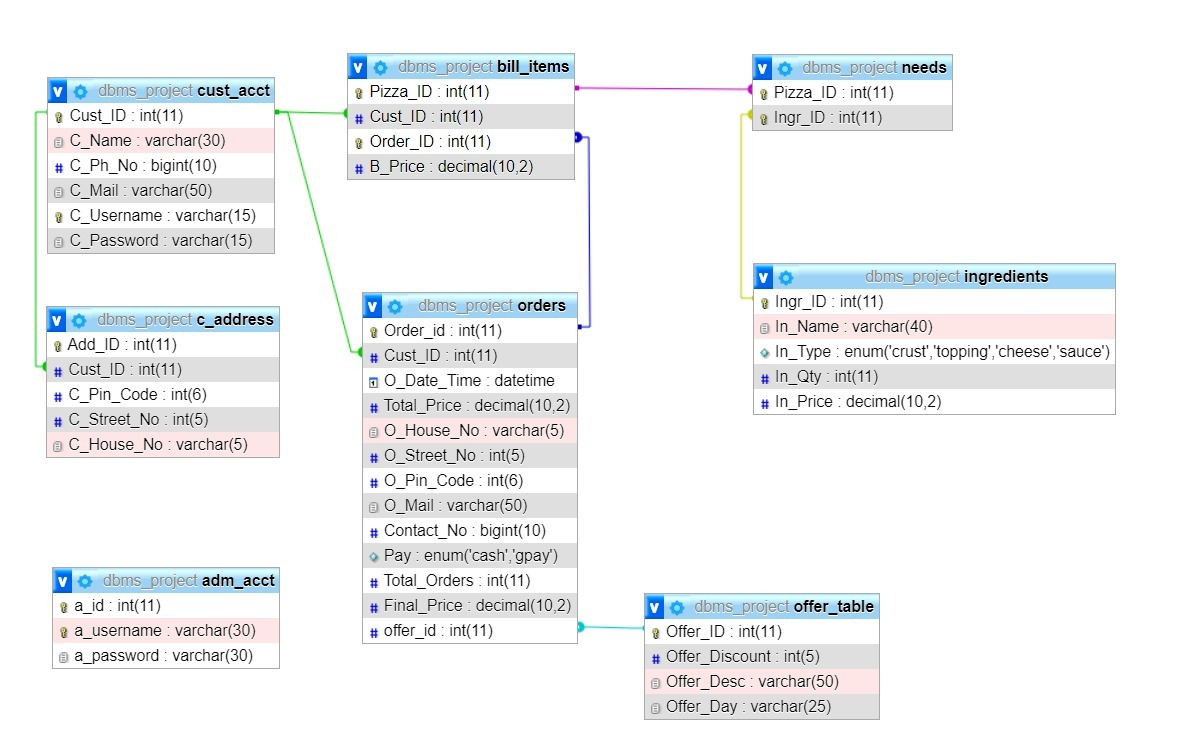 v dbms_project cust_acct
Cust_ID : int(11)
C_Name : varchar(30)
# C_Ph_No : bigint(10)
C_Mail : varchar(50)
C_Username : varchar(15)
C_Password : varchar(15)
v dbms_project c_address
Add_ID : int(11)
# Cust_ID : int(11)
# C_Pin_Code : int(6)
# C_Street_No : int(5)
C_House_No : varchar(5)
v dbms_project adm_acct
a_id : int(11)
a_username : varchar(30)
a_password : varchar(30)
v dbms_project bill_items
Pizza_ID : int(11)
# Cust_ID : int(11)
Order_ID : int(11)
# B_Price : decimal(10,2)
v dbms_project orders
Order_id : int(11)
# Cust_ID : int(11)
O_Date_Time : datetime
# Total_Price : decimal(10,2)
O_House_No : varchar(5)
# O_Street_No : int(5)
# O_Pin_Code : int(6)
O_Mail : varchar(50)
# Contact_No : bigint(10)
Pay : enum('cash','gpay')
# Total_Orders : int(11)
# Final_Price : decimal(10,2)
# offer_id : int(11)
v dbms_project needs
Pizza_ID : int(11)
Ingr_ID : int(11)
v dbms_project ingredients
Ingr_ID : int(11)
In_Name : varchar(40)
In_Type : enum('crust','topping','cheese','sauce')
# In_Qty : int(11)
# In_Price : decimal(10,2)
v dbms_project offer_table
Offer_ID : int(11)
# Offer_Discount : int(5)
Offer_Desc : varchar(50)
Offer_Day : varchar(25)